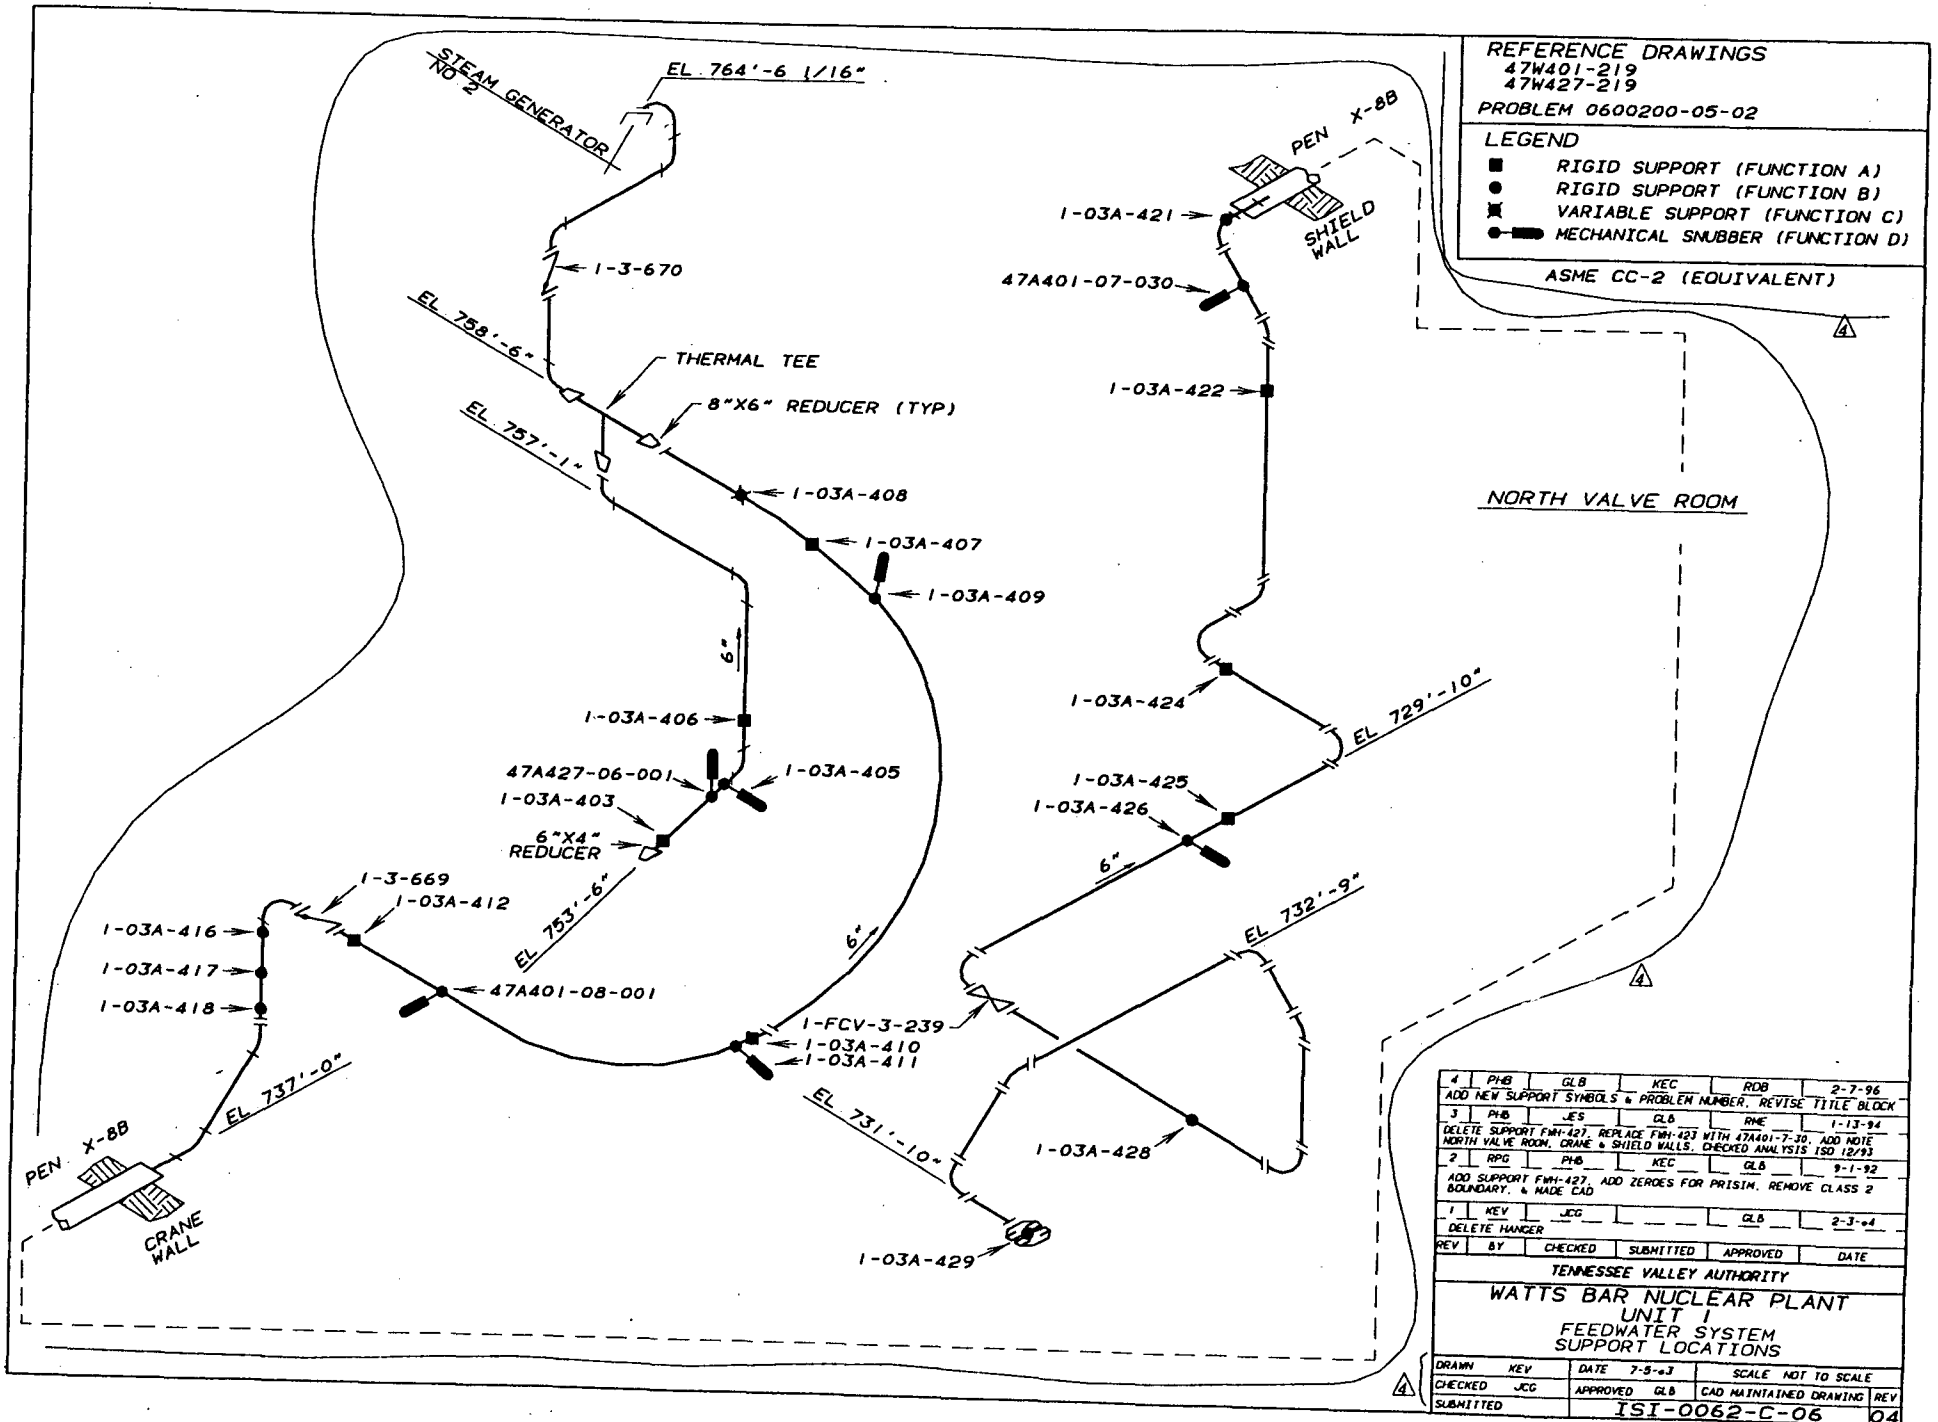 STEAM GENERATOR
NO 2
EL 764'-6 1/16"
1-3-670
EL 758'-6"
THERMAL TEE
8"X6" REDUCER (TYP)
EL 757'-1"
1-03A-408
1-03A-407
1-03A-409
6"
1-03A-406
47A427-06-001
1-03A-405
1-03A-403
6"X4"
REDUCER
EL 753'-6"
1-3-669
1-03A-412
1-03A-416
1-03A-417
1-03A-418
47A401-08-001
6"
1-03A-410
1-03A-411
EL 737'-0"
PEN X-8B
CRANE
WALL
PEN X-8B
SHIELD
WALL
1-03A-421
47A401-07-030
1-03A-422
1-03A-424
EL 729'-10"
1-03A-425
1-03A-426
6"
EL 732'-9"
1-FCV-3-239
EL 731'-10"
1-03A-428
1-03A-429
NORTH VALVE ROOM
4
4
4
REFERENCE DRAWINGS
47W401-219
47W427-219
PROBLEM 0600200-05-02
LEGEND
RIGID SUPPORT (FUNCTION A)
RIGID SUPPORT (FUNCTION B)
VARIABLE SUPPORT (FUNCTION C)
MECHANICAL SNUBBER (FUNCTION D)
ASME CC-2 (EQUIVALENT)
4 PHB GLB KEC RDB 2-7-96
ADD NEW SUPPORT SYMBOLS & PROBLEM NUMBER, REVISE TITLE BLOCK
3 PHB JES GLB RME 1-13-94
DELETE SUPPORT FWH-427, REPLACE FWH-423 WITH 47A401-7-30, ADD NOTE
NORTH VALVE ROOM, CRANE & SHIELD WALLS. CHECKED ANALYSIS ISO 12/93
2 RPG PHB KEC GLB 9-1-92
ADD SUPPORT FWH-427, ADD ZEROES FOR PRISIM, REMOVE CLASS 2
BOUNDARY, & MADE CAD
1 KEV JCG GLB
DELETE HANGER
REV BY CHECKED SUBMITTED APPROVED DATE
TENNESSEE VALLEY AUTHORITY
WATTS BAR NUCLEAR PLANT
UNIT 1
FEEDWATER SYSTEM
SUPPORT LOCATIONS
DRAWN KEV DATE SCALE NOT TO SCALE
CHECKED JCG APPROVED GLB CAD MAINTAINED DRAWING REV
SUBMITTED ISI-0062-C-06 04